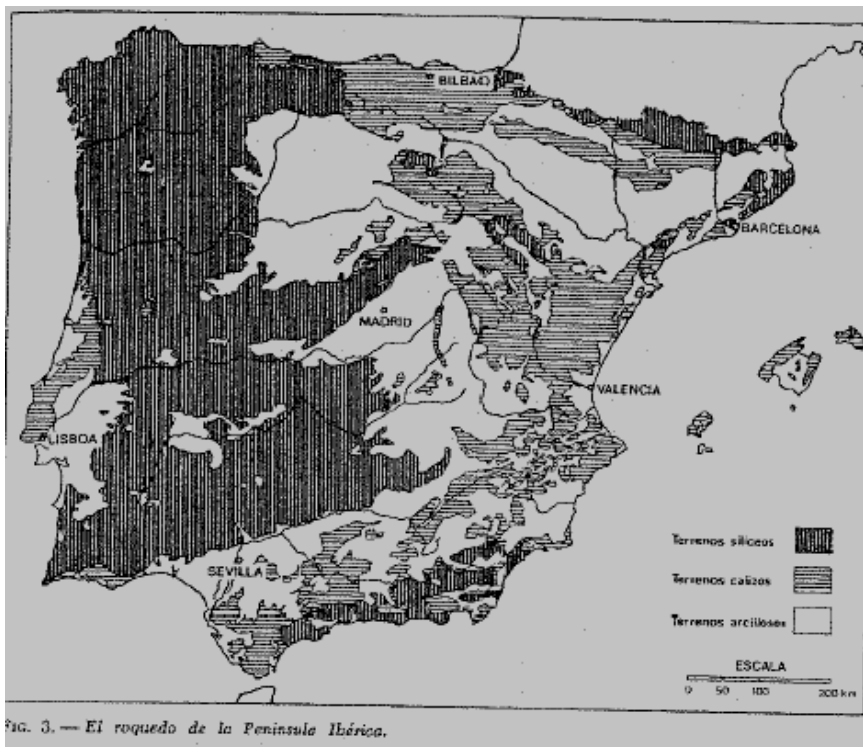 BILBAO
BARCELONA
MADRID
VALENCIA
LISBOA
SEVILLA
Terrenos silíceos
Terrenos calizos
Terrenos arcillosos
ESCALA
0 50 100 200 km
FIG. 3. — El roquedo de la Península Ibérica.